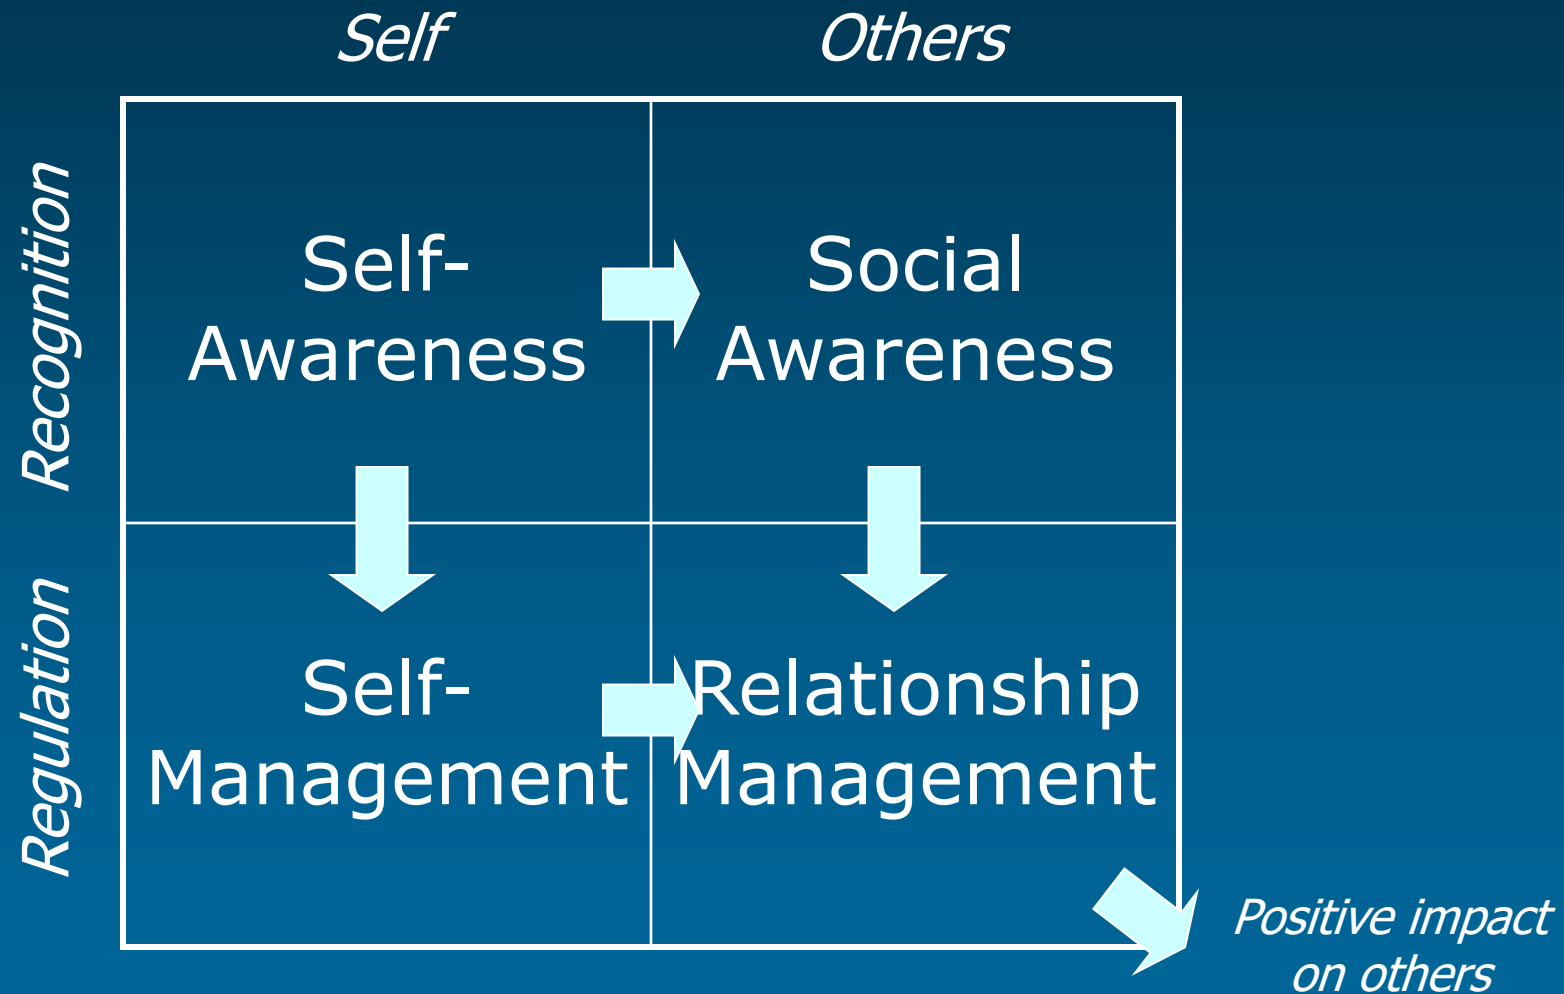 Self
Others
Recognition
Self-
Awareness
Social
Awareness
Regulation
Self-
Management
Relationship
Management
Positive impact
on others